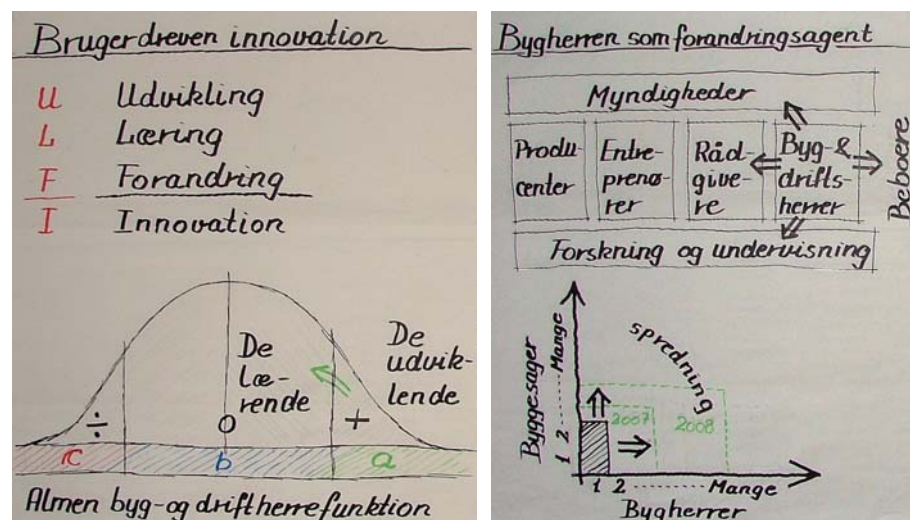 Brugerdreven innovation
U Udvikling
L Læring
F Forandring
I Innovation
De
læ-
rende
De
udvik-
lende
÷ 0 +
c b a
Almen byg-og driftherrefunktion
Bygherren som forandringsagent
Myndigheder
Produ-
center
Entre-
prenø-
rer
Råd-
give-
re
Byg-&
drifts-
herrer
Beboere
Forskning og undervisning
Byggesager
1 2 ------ Mange
spredning
2007 2008
1 2 ------ Mange
Bygherrer